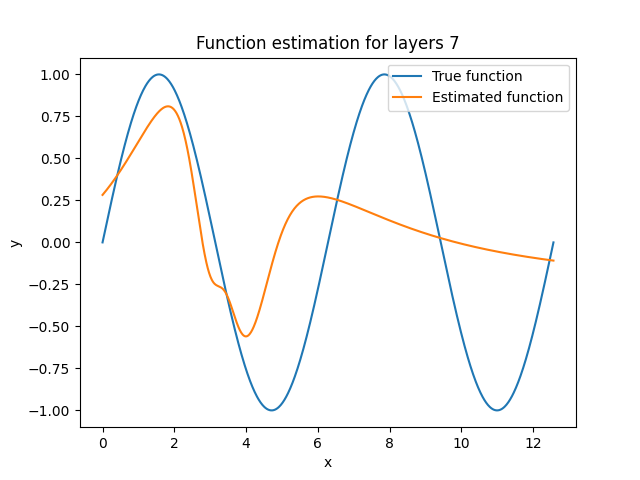 Function estimation for layers 7
True function
Estimated function
1.00
0.75
0.50
0.25
0.00
−0.25
−0.50
−0.75
−1.00
y
0 2 4 6 8 10 12
x